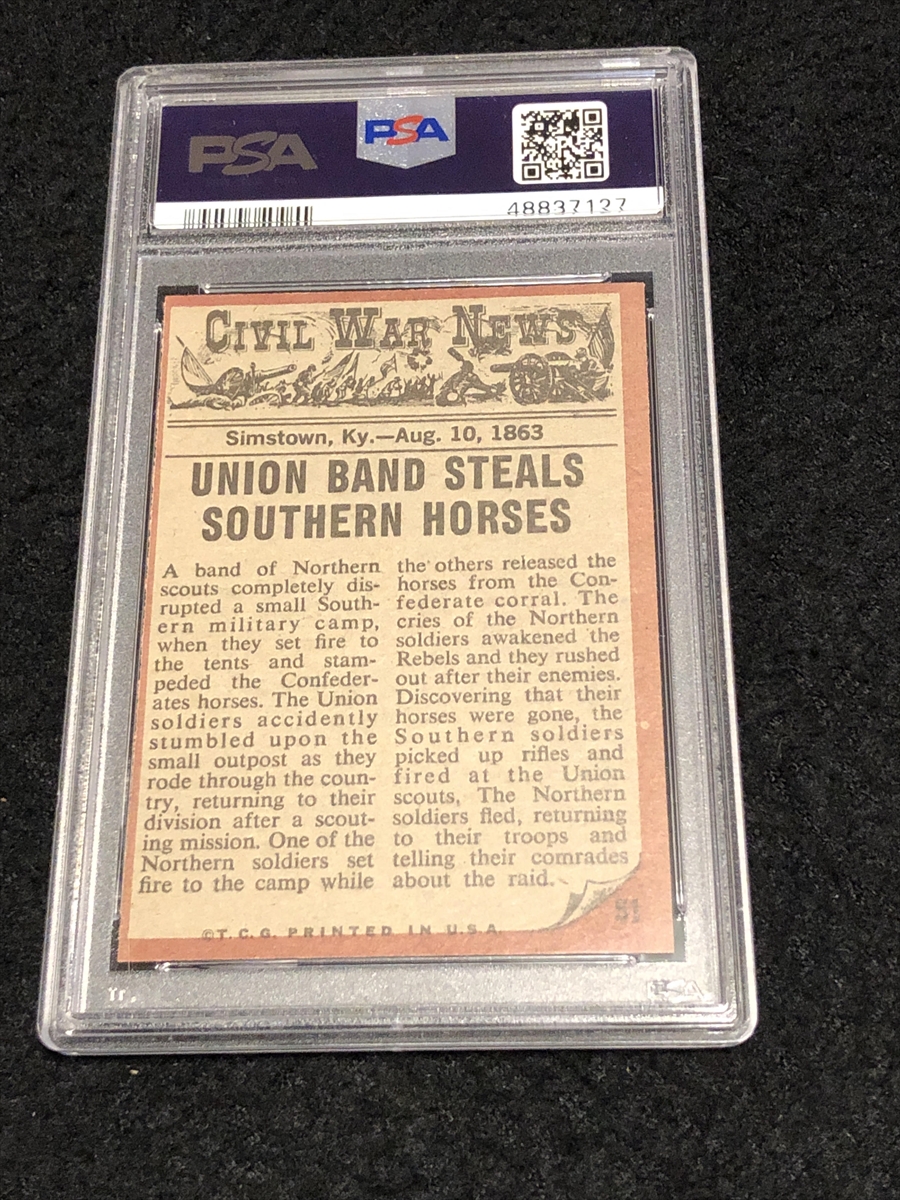 PSA
PSA
48837127
CIVIL WAR NEWS
Simstown, Ky.—Aug. 10, 1863
UNION BAND STEALS
SOUTHERN HORSES
A band of Northern
scouts completely dis-
rupted a small South-
ern military camp,
when they set fire to
the tents and stam-
peded the Confeder-
ates horses. The Union
soldiers accidently
stumbled upon the
small outpost as they
rode through the coun-
try, returning to their
division after a scout-
ing mission. One of the
Northern soldiers set
fire to the camp while
the others released the
horses from the Con-
federate corral. The
cries of the Northern
soldiers awakened the
Rebels and they rushed
out after their enemies.
Discovering that their
horses were gone, the
Southern soldiers
picked up rifles and
fired at the Union
scouts, The Northern
soldiers fled, returning
to their troops and
telling their comrades
about the raid.
51
©T.C.G. PRINTED IN U.S.A.
PSA